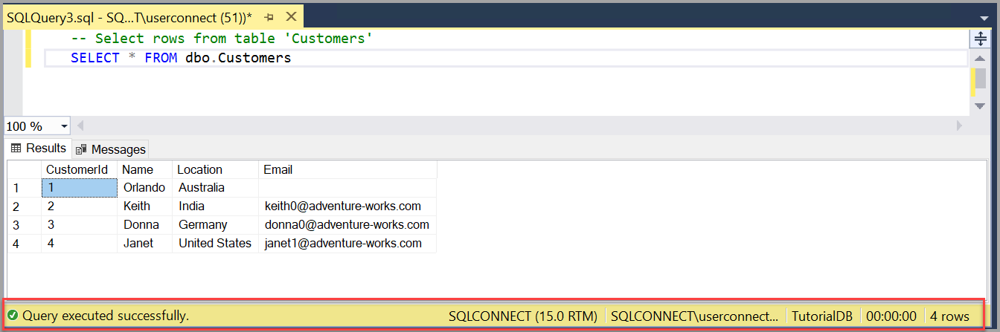 SQLQuery3.sql - SQ...T\userconnect (51))*
-- Select rows from table 'Customers'
SELECT * FROM dbo.Customers
100 %
Results Messages
CustomerId Name Location Email
1 1 Orlando Australia
2 2 Keith India keith0@adventure-works.com
3 3 Donna Germany donna0@adventure-works.com
4 4 Janet United States janet1@adventure-works.com
Query executed successfully. SQLCONNECT (15.0 RTM) SQLCONNECT\userconnect... TutorialDB 00:00:00 4 rows